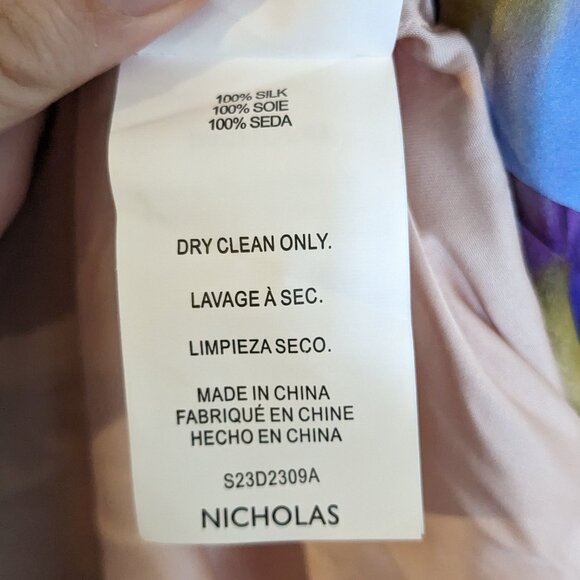 100% SILK
100% SOIE
100% SEDA
DRY CLEAN ONLY.
LAVAGE À SEC.
LIMPIEZA SECO.
MADE IN CHINA
FABRIQUÉ EN CHINE
HECHO EN CHINA
S23D2309A
NICHOLAS